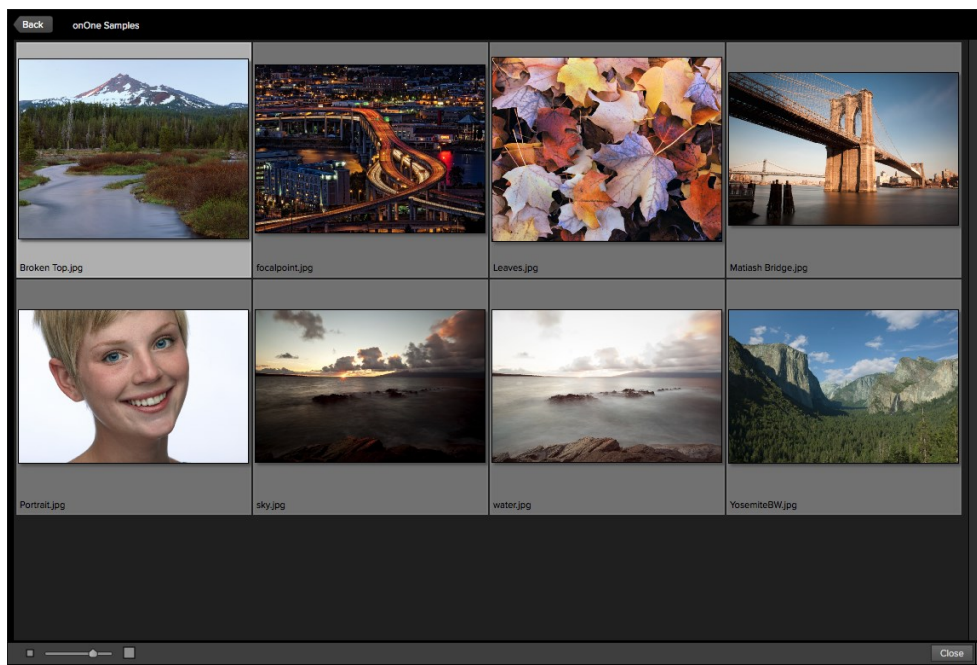 Back onOne Samples
Broken Top.jpg focalpoint.jpg Leaves.jpg Matiash Bridge.jpg
Portrait.jpg sky.jpg water.jpg YosemiteBW.jpg
Close